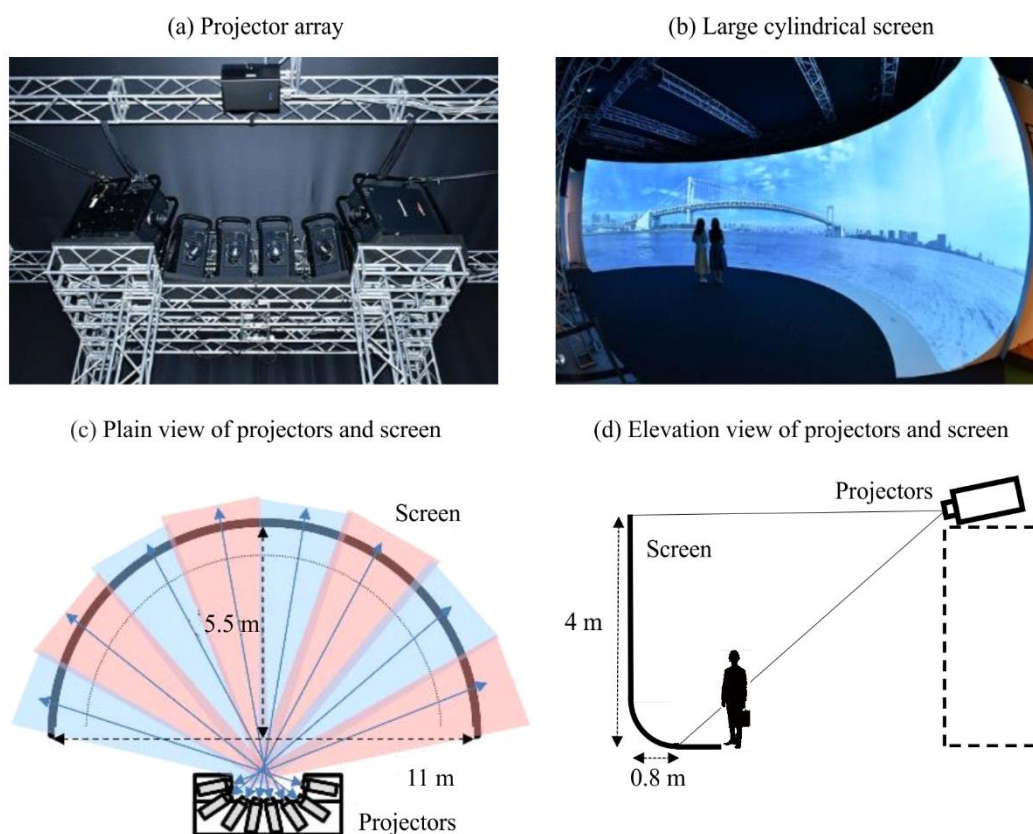 (a) Projector array
(b) Large cylindrical screen
(c) Plain view of projectors and screen
(d) Elevation view of projectors and screen
Screen
5.5 m
11 m
Projectors
Projectors
Screen
4 m
0.8 m